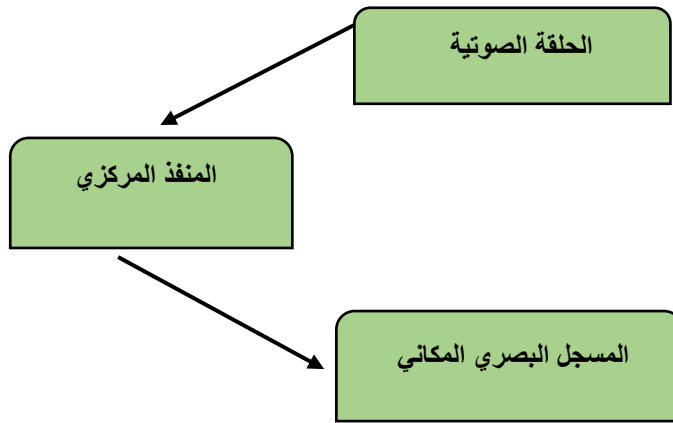 الحلقة الصوتية
المنفذ المركزي
المسجل البصري المكاني